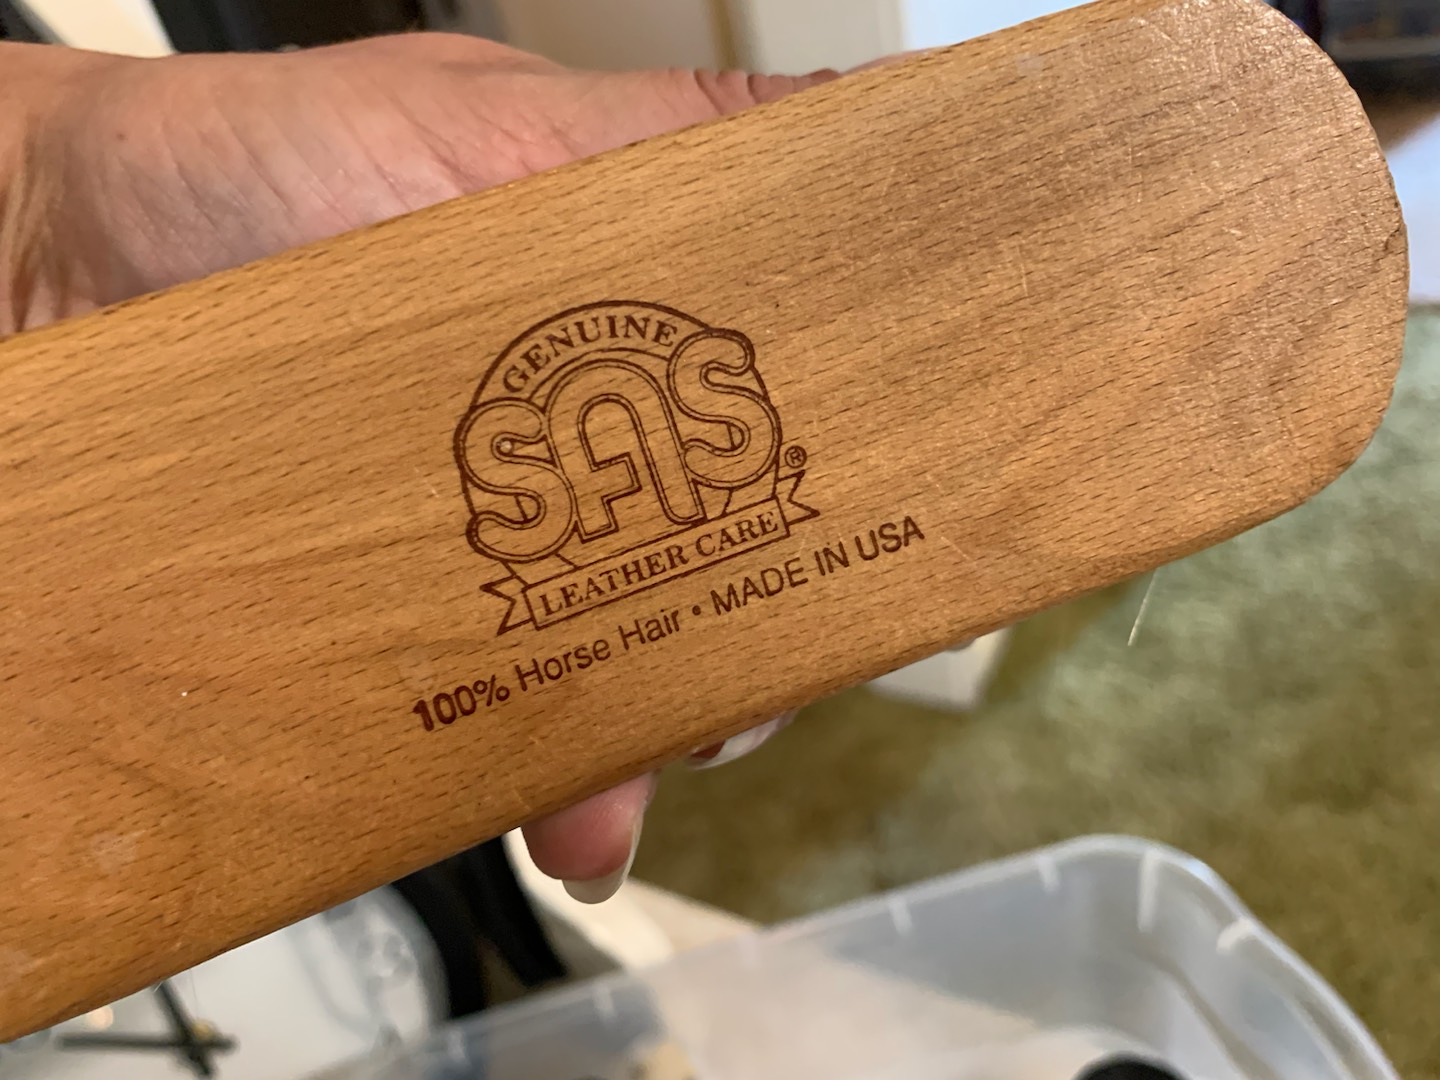 GENUINE
SAS
®
LEATHER CARE
100% Horse Hair • MADE IN USA